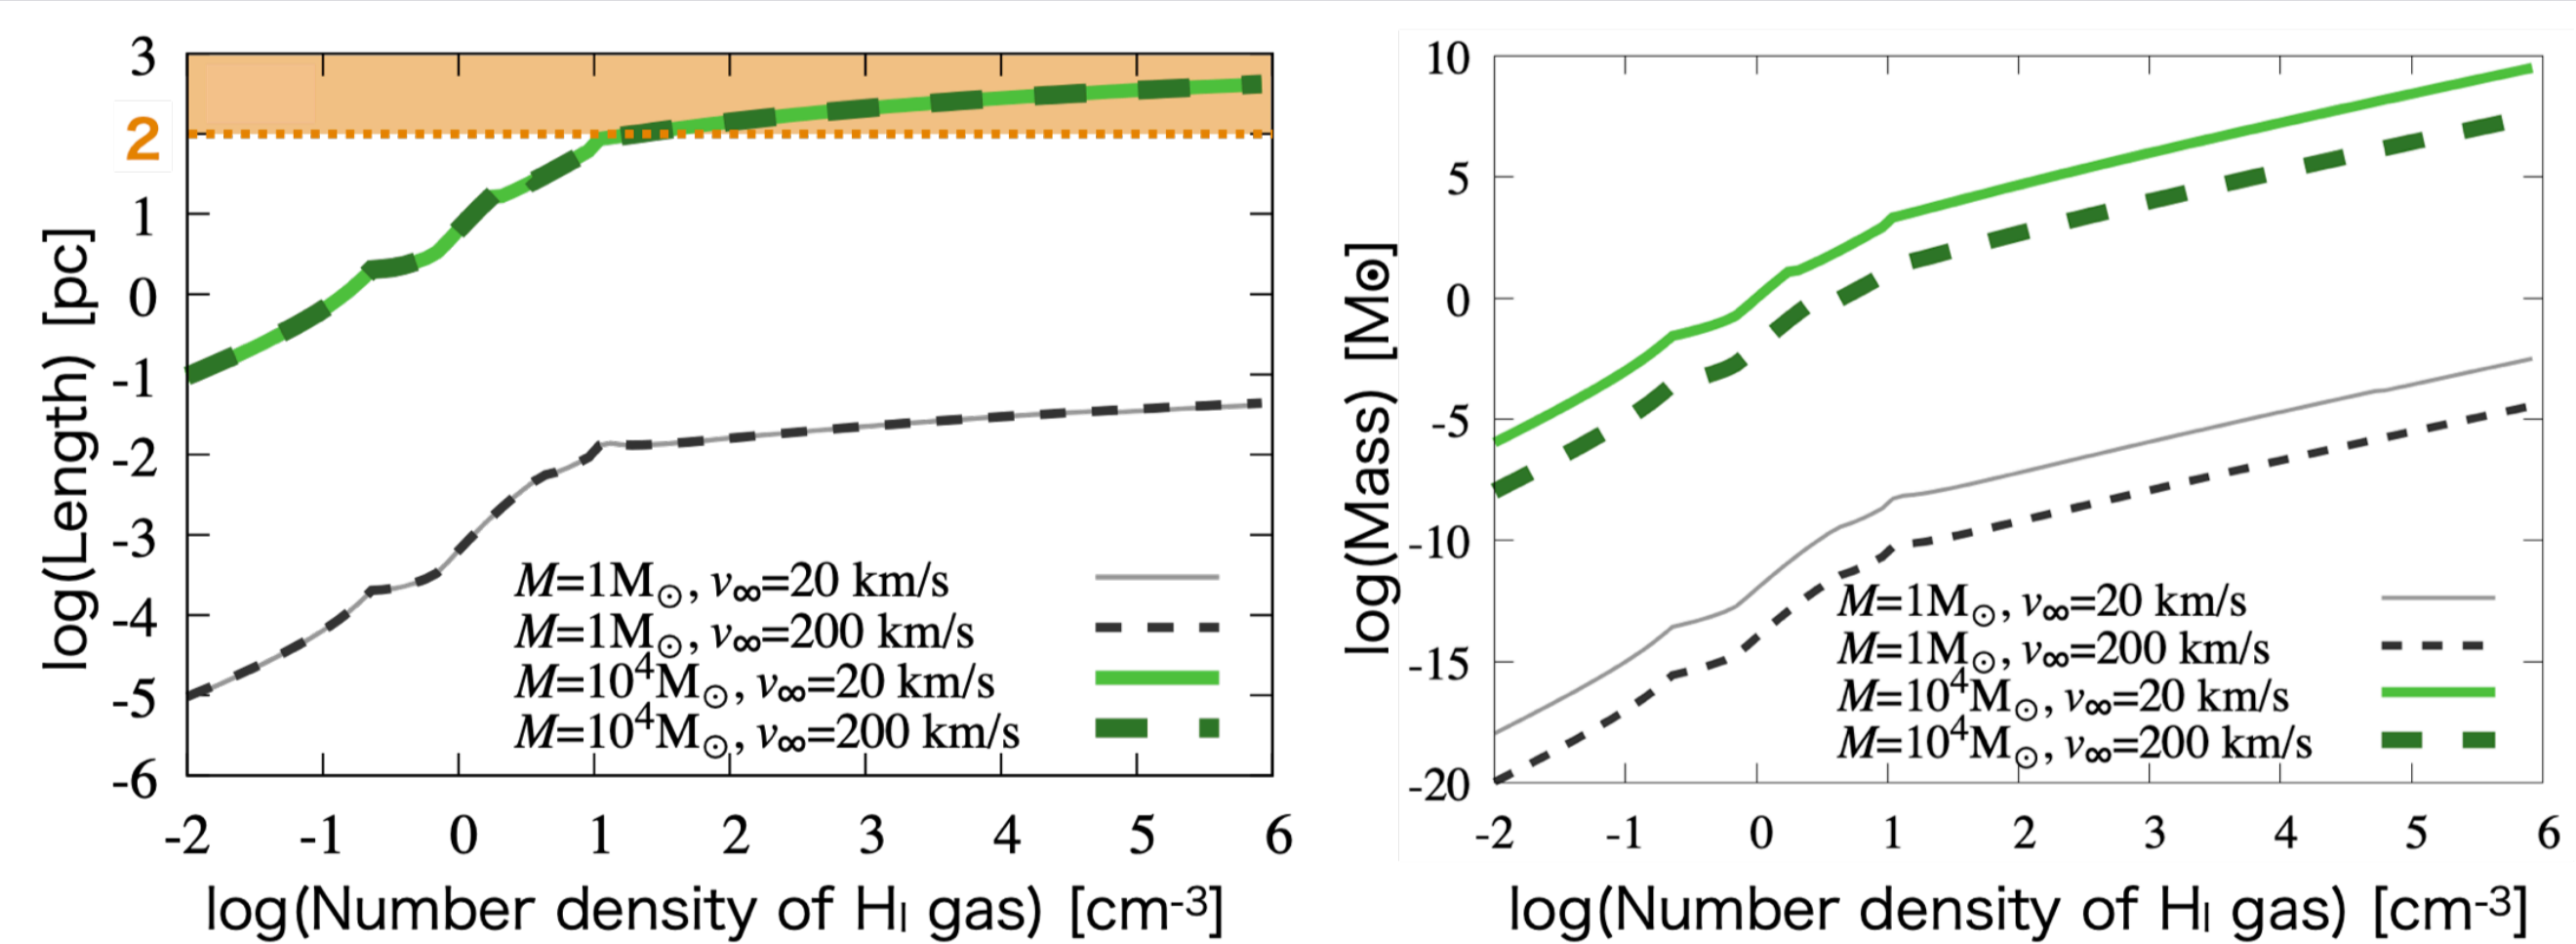 3
2
1
0
-1
-2
-3
-4
-5
-6
log(Length) [pc]
M=1M⊙, v∞=20 km/s
M=1M⊙, v∞=200 km/s
M=10⁴M⊙, v∞=20 km/s
M=10⁴M⊙, v∞=200 km/s
-2 -1 0 1 2 3 4 5 6
log(Number density of HI gas) [cm-3]
10
5
0
-5
-10
-15
-20
log(Mass) [M⊙]
M=1M⊙, v∞=20 km/s
M=1M⊙, v∞=200 km/s
M=10⁴M⊙, v∞=20 km/s
M=10⁴M⊙, v∞=200 km/s
-2 -1 0 1 2 3 4 5 6
log(Number density of HI gas) [cm-3]